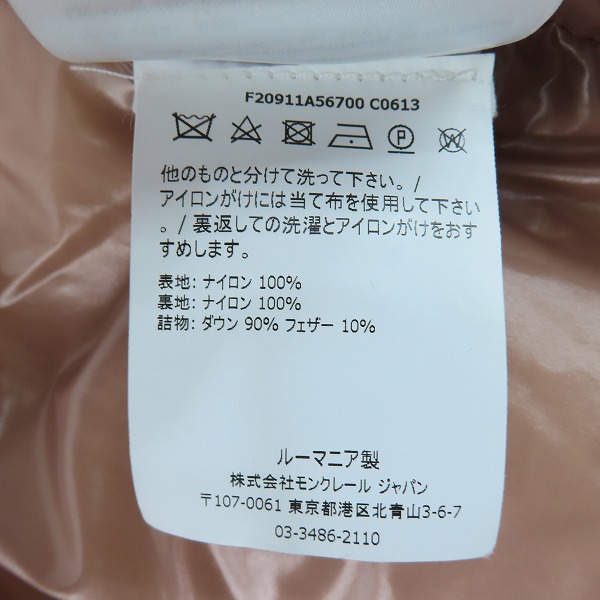 F20911A56700 C0613
他のものと分けて洗って下さい。/
アイロンがけには当て布を使用して下さい
。/ 裏返しての洗濯とアイロンがけをおす
すめします。
表地: ナイロン 100%
裏地: ナイロン 100%
詰物: ダウン 90% フェザー 10%
ルーマニア製
株式会社モンクレール ジャパン
〒107-0061 東京都港区北青山3-6-7
03-3486-2110